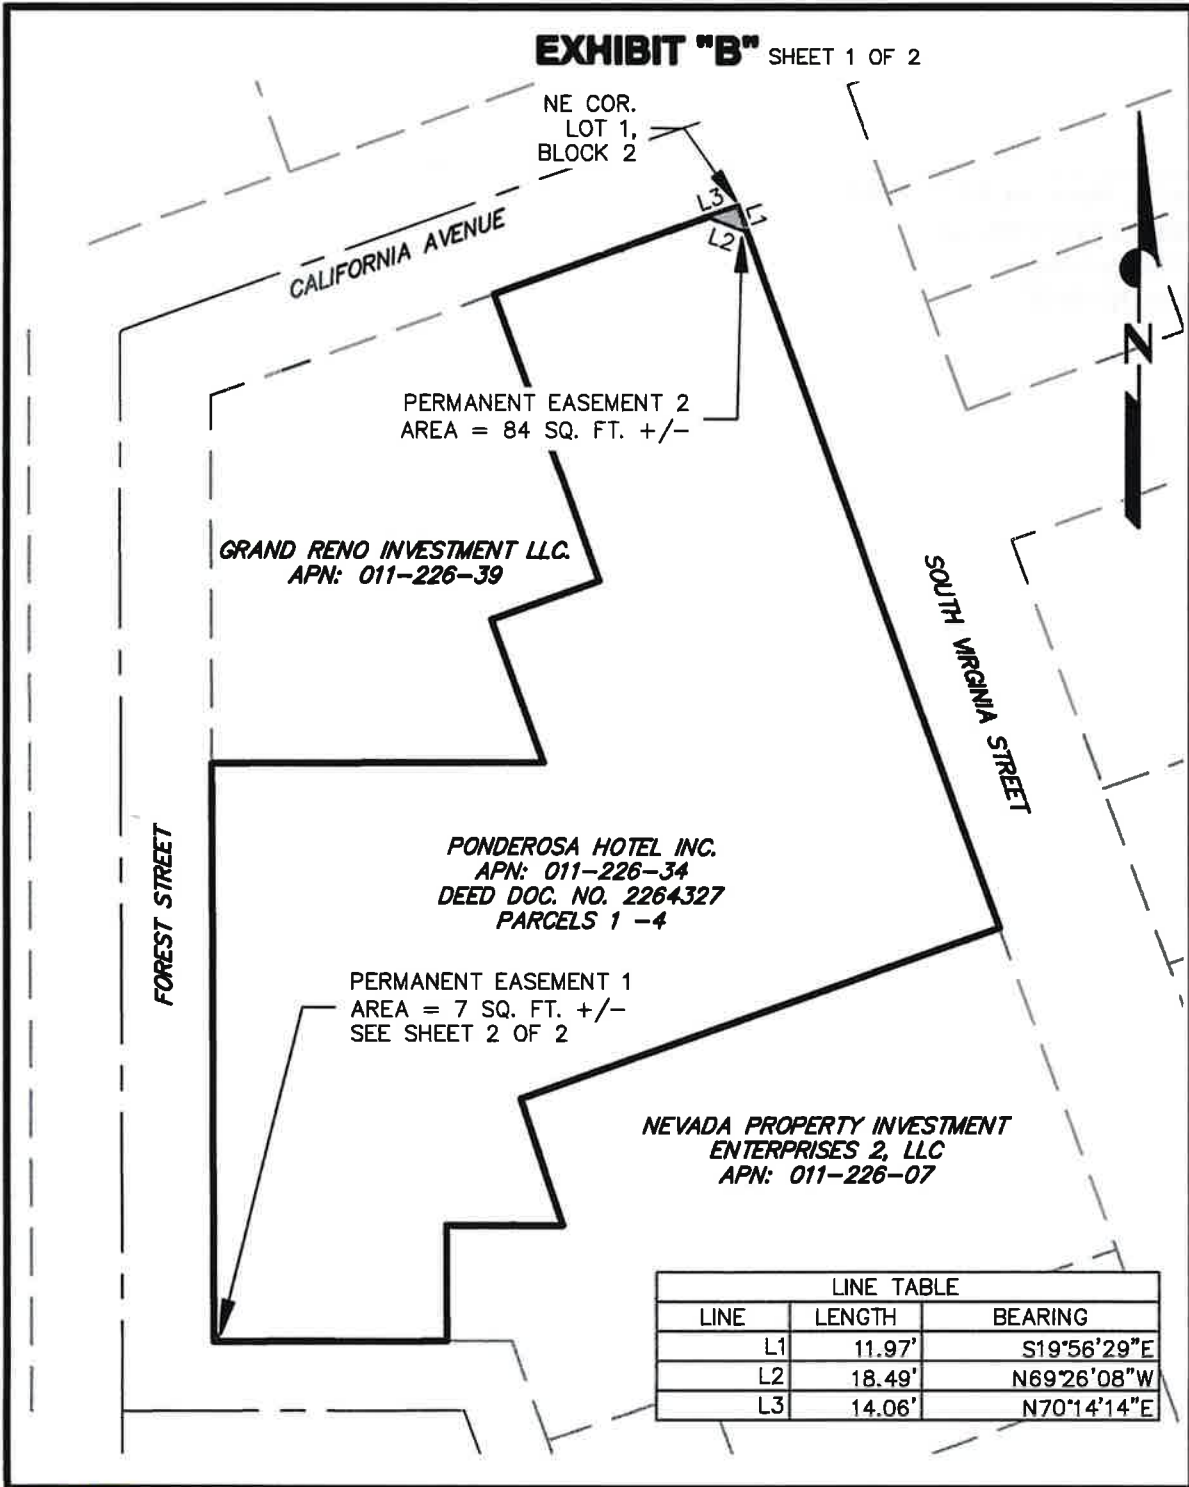 EXHIBIT "B" SHEET 1 OF 2
NE COR.
LOT 1,
BLOCK 2
L3
L1
L2
CALIFORNIA AVENUE
N
PERMANENT EASEMENT 2
AREA = 84 SQ. FT. +/-
GRAND RENO INVESTMENT LLC.
APN: 011-226-39
SOUTH VIRGINIA STREET
PONDEROSA HOTEL INC.
APN: 011-226-34
DEED DOC. NO. 2264327
PARCELS 1 -4
FOREST STREET
PERMANENT EASEMENT 1
AREA = 7 SQ. FT. +/-
SEE SHEET 2 OF 2
NEVADA PROPERTY INVESTMENT
ENTERPRISES 2, LLC
APN: 011-226-07
LINE TABLE
LINE LENGTH BEARING
L1 11.97' S19°56'29"E
L2 18.49' N69°26'08"W
L3 14.06' N70°14'14"E